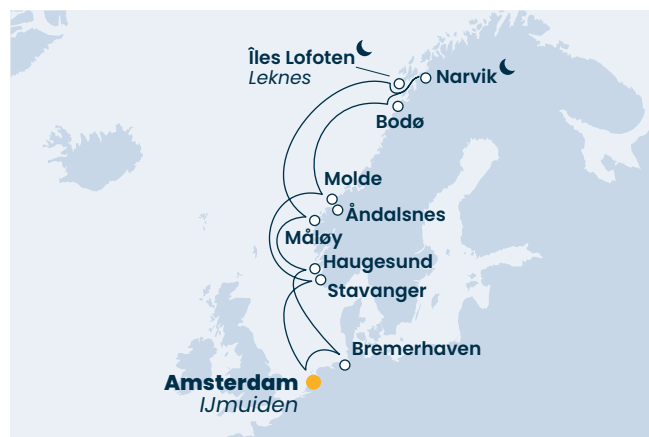 Îles Lofoten
Leknes
Narvik
Bodø
Molde
Åndalsnes
Måløy
Haugesund
Stavanger
Bremerhaven
Amsterdam
IJmuiden